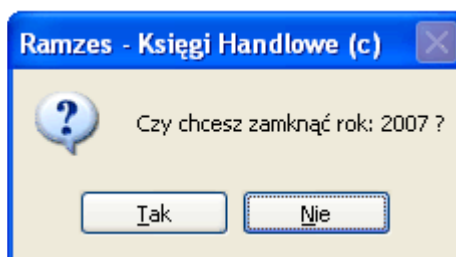 Ramzes - Księgi Handlowe (c)
Czy chcesz zamknąć rok: 2007 ?
Tak
Nie